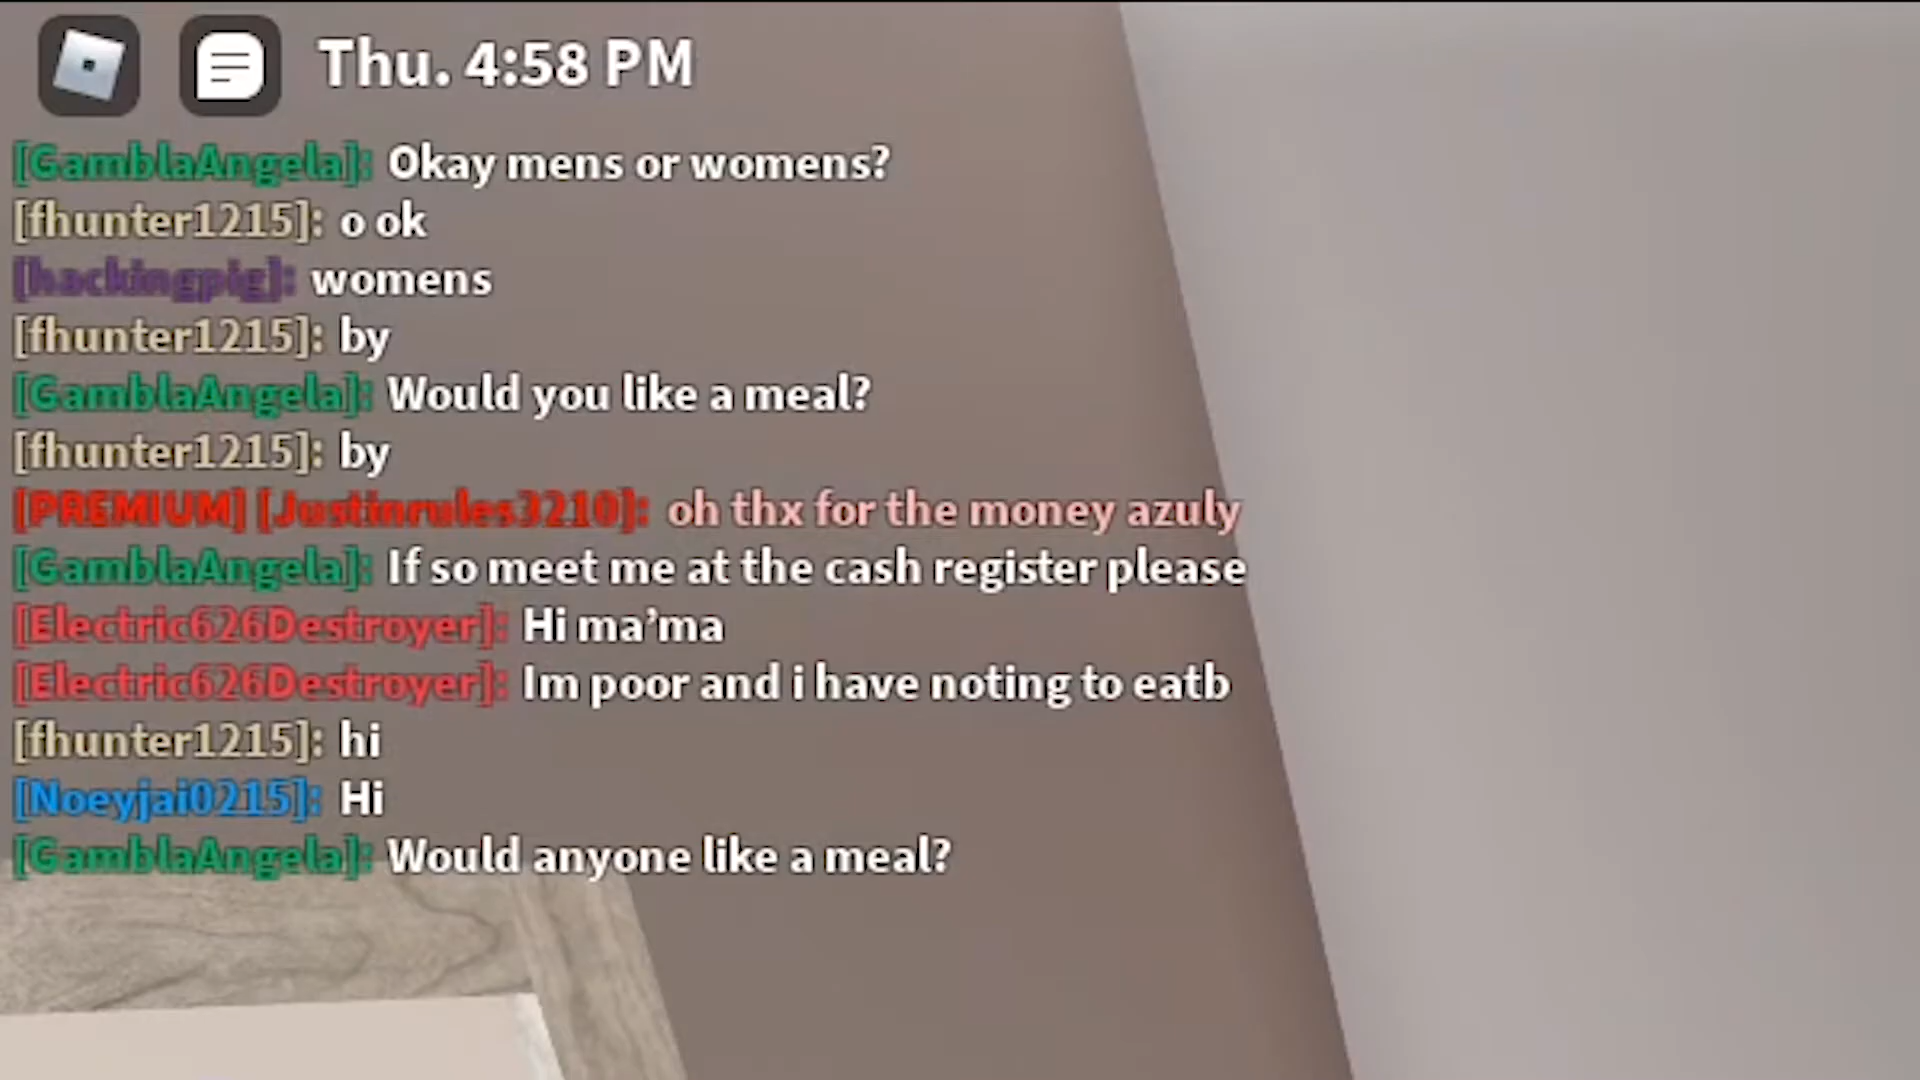 Thu. 4:58 PM
[GamblaAngela]: Okay mens or womens?
[fhunter1215]: o ok
[hackingpig]: womens
[fhunter1215]: by
[GamblaAngela]: Would you like a meal?
[fhunter1215]: by
[PREMIUM] [Justinrules3210]: oh thx for the money azuly
[GamblaAngela]: If so meet me at the cash register please
[Electric626Destroyer]: Hi ma’ma
[Electric626Destroyer]: Im poor and i have noting to eatb
[fhunter1215]: hi
[Noeyjai0215]: Hi
[GamblaAngela]: Would anyone like a meal?